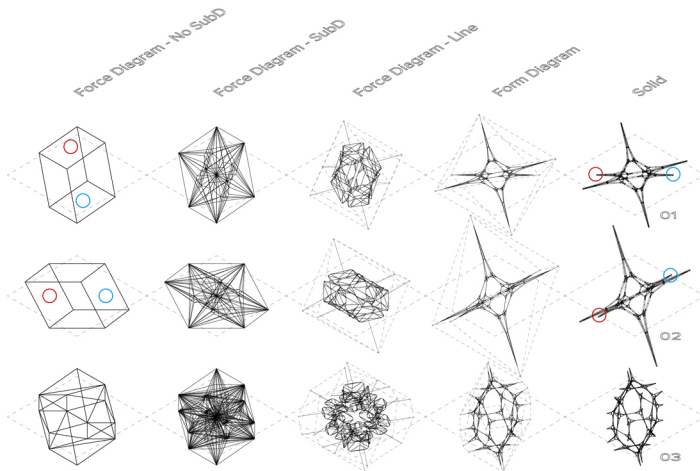 Force Diagram - No SubD
Force Diagram - SubD
Force Diagram - Line
Form Diagram
Solid
01
02
03